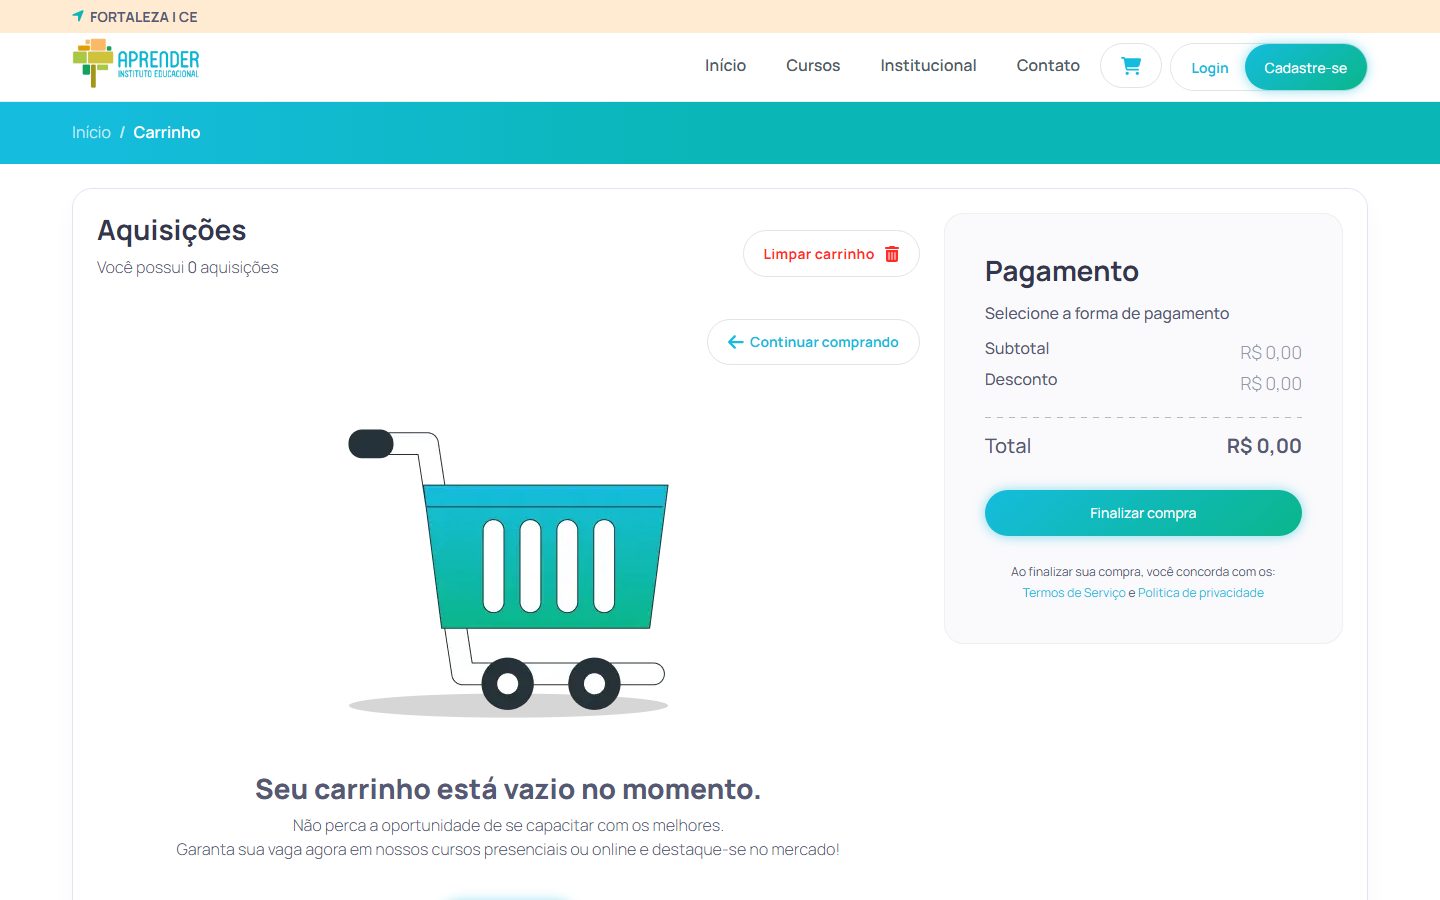 FORTALEZA | CE
APRENDER
INSTITUTO EDUCACIONAL
Início
Cursos
Institucional
Contato
Login
Cadastre-se
Início / Carrinho
Aquisições
Você possui 0 aquisições
Limpar carrinho
Continuar comprando
Seu carrinho está vazio no momento.
Não perca a oportunidade de se capacitar com os melhores.
Garanta sua vaga agora em nossos cursos presenciais ou online e destaque-se no mercado!
Pagamento
Selecione a forma de pagamento
Subtotal R$ 0,00
Desconto R$ 0,00
Total R$ 0,00
Finalizar compra
Ao finalizar sua compra, você concorda com os:
Termos de Serviço e Politica de privacidade